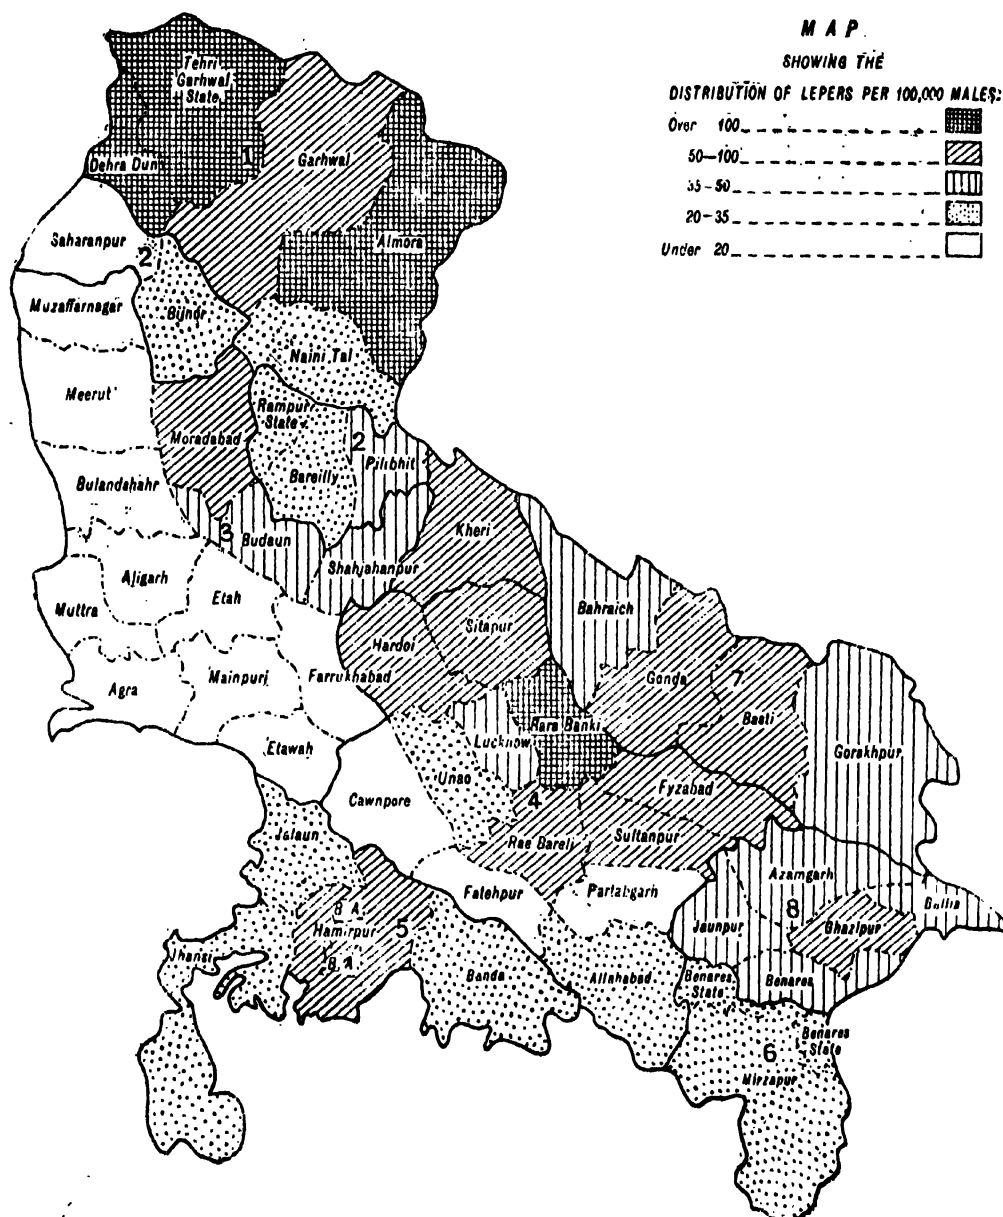 MAP
SHOWING THE
DISTRIBUTION OF LEPERS PER 100,000 MALES:
Over 100
50-100
35-50
20-35
Under 20
Tehri
Garhwal
State
Dehra Dun
1
Garhwal
Almora
Saharanpur
2
Muzaffarnagar
Bijnor
Naini Tal
Meerut
Moradabad
Rampur
State
2
Pilibhit
Bareilly
Bulandshahr
3
Budaun
Shahjahanpur
Kheri
Aligarh
Etah
Muttra
Bahraich
Hardoi
Sitapur
Agra
Mainpuri
Farrukhabad
Gonda
7
Basti
Lucknow
Bara Banki
Gorakhpur
Etawah
Unao
Cawnpore
4
Fyzabad
Jalaun
Rae Bareli
Sultanpur
Azamgarh
Fatehpur
Partabgarh
Ballia
8 A
8
Hamirpur
5
Jaunpur
Ghazipur
Jhansi
8 A
Banda
Allahabad
Benares
State
Benares
Benares
State
6
Mirzapur